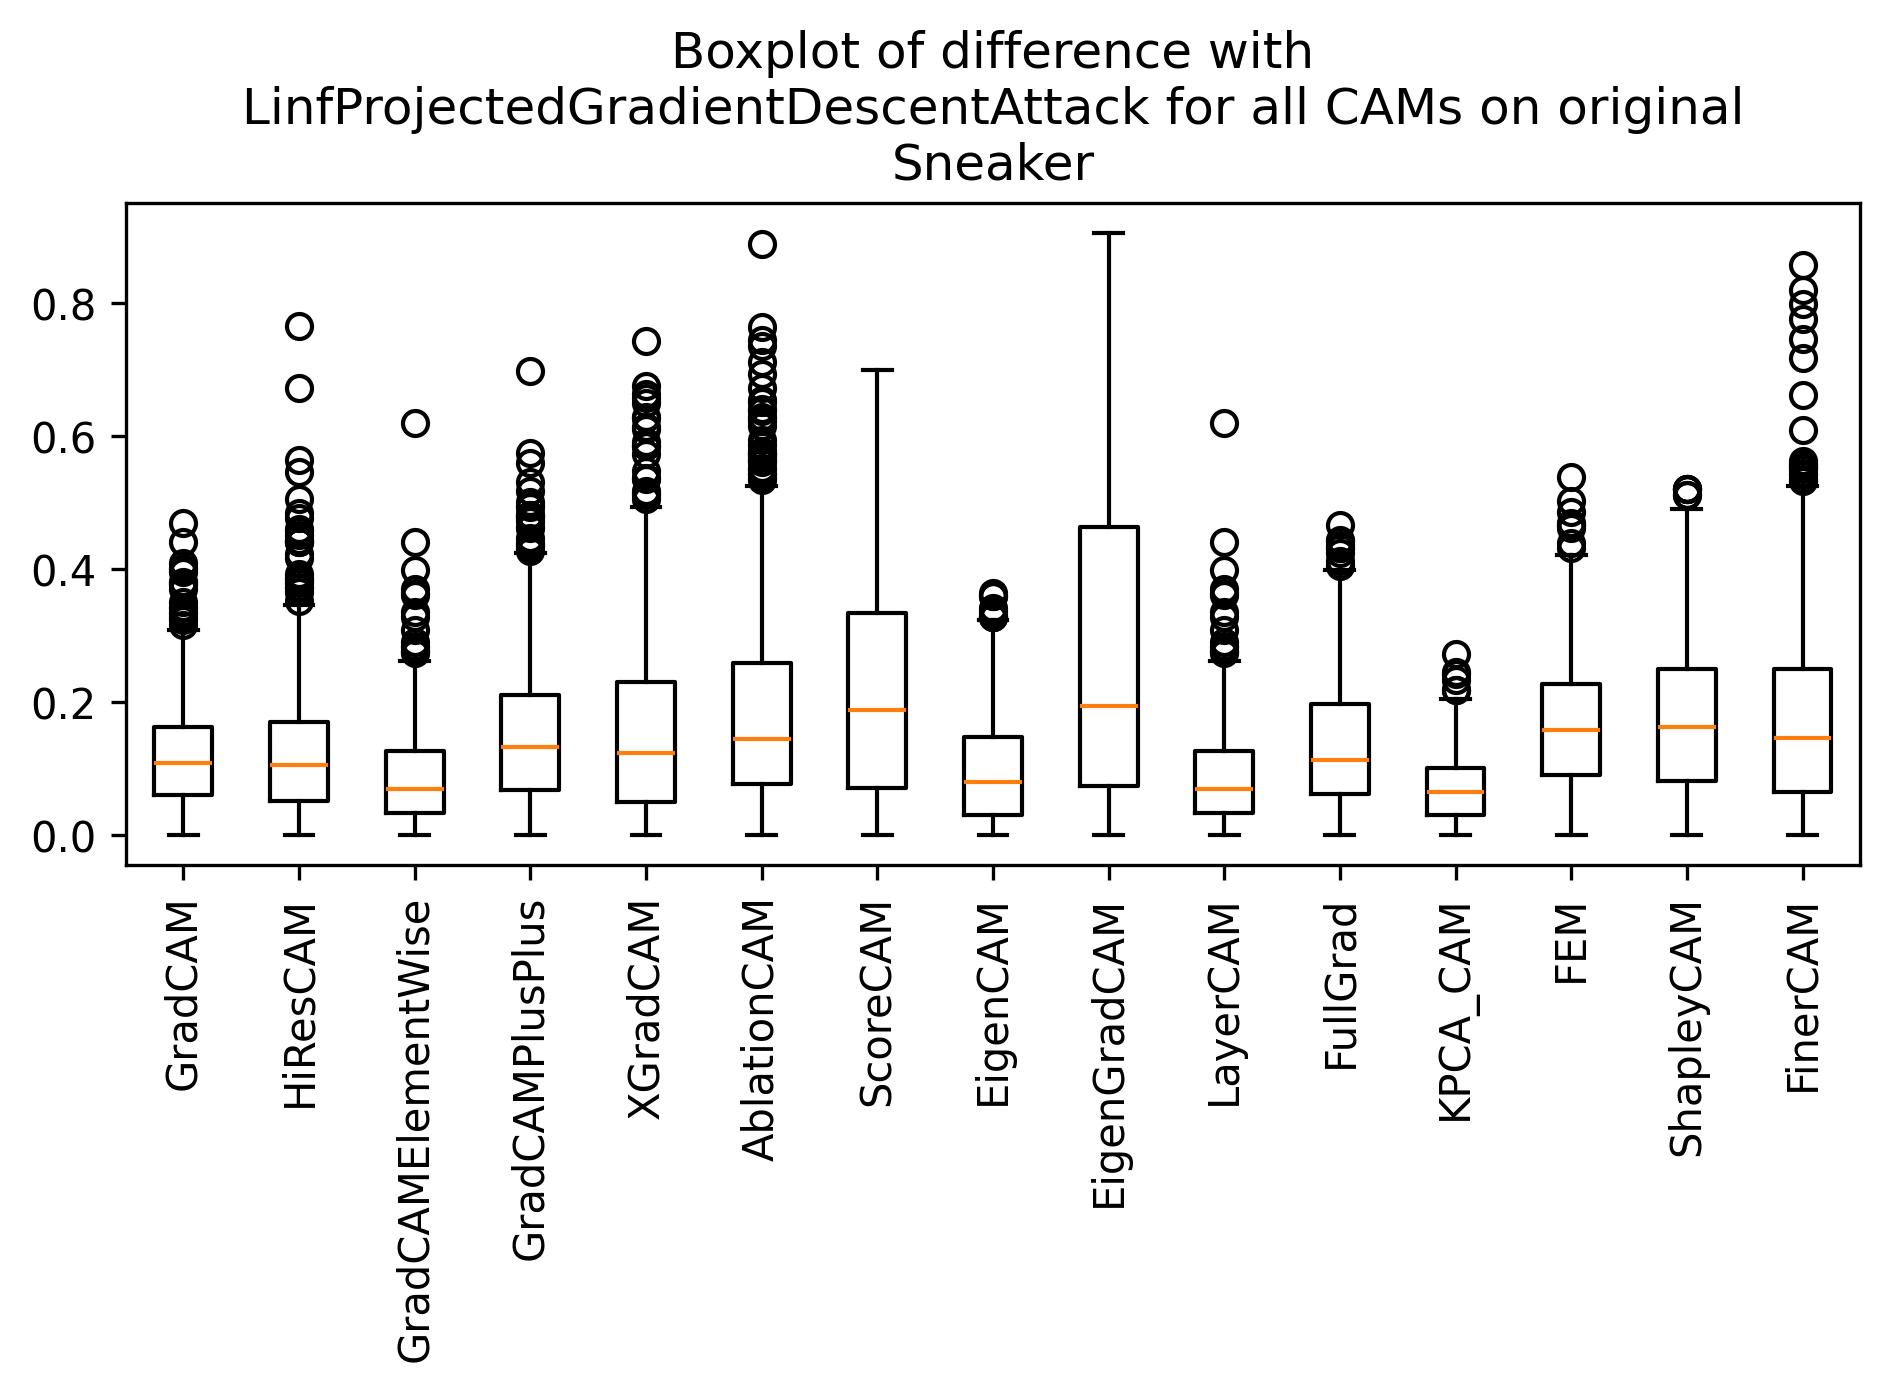 Boxplot of difference with
LinfProjectedGradientDescentAttack for all CAMs on original
Sneaker
0.8
0.6
0.4
0.2
0.0
GradCAM
HiResCAM
GradCAMElementWise
GradCAMPlusPlus
XGradCAM
AblationCAM
ScoreCAM
EigenCAM
EigenGradCAM
LayerCAM
FullGrad
KPCA_CAM
FEM
ShapleyCAM
FinerCAM